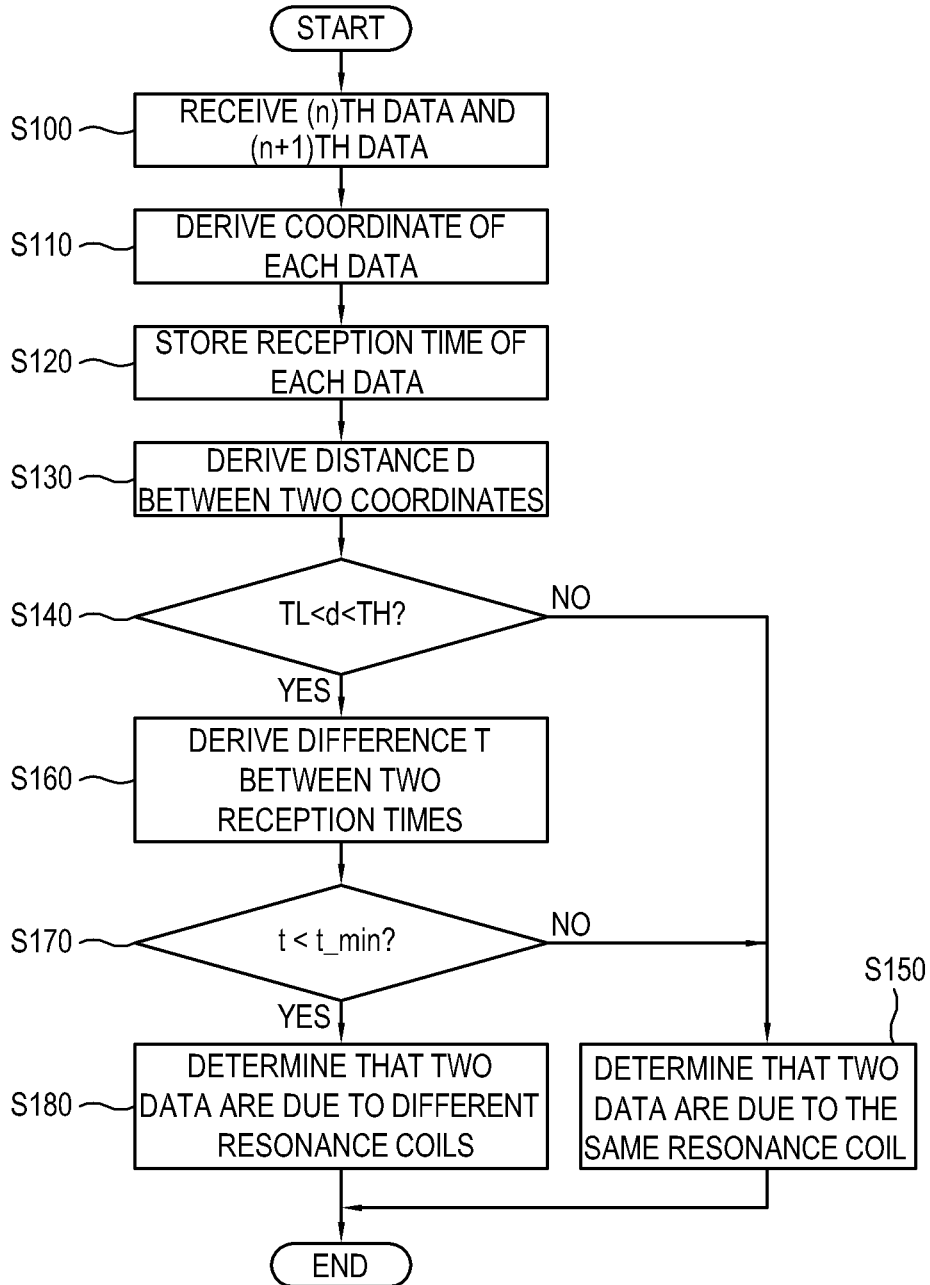 START
S100
RECEIVE (n)TH DATA AND
(n+1)TH DATA
S110
DERIVE COORDINATE OF
EACH DATA
S120
STORE RECEPTION TIME OF
EACH DATA
S130
DERIVE DISTANCE D
BETWEEN TWO COORDINATES
S140
TL<d<TH?
NO
YES
S160
DERIVE DIFFERENCE T
BETWEEN TWO
RECEPTION TIMES
S170
t < t_min?
NO
YES
S180
DETERMINE THAT TWO
DATA ARE DUE TO DIFFERENT
RESONANCE COILS
S150
DETERMINE THAT TWO
DATA ARE DUE TO THE
SAME RESONANCE COIL
END